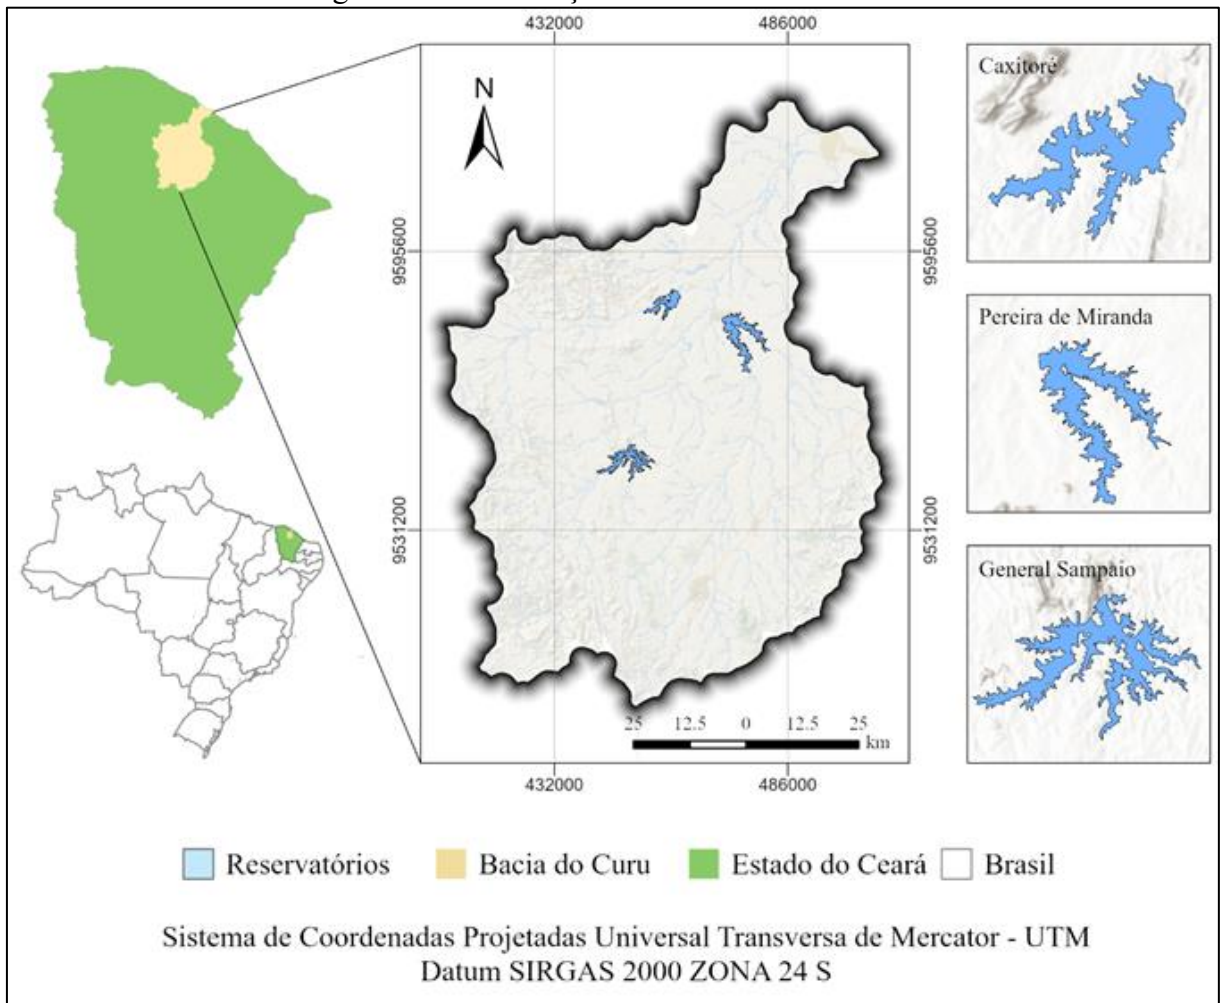 432000
486000
N
9595600
9595600
9531200
9531200
25
12.5
0
12.5
25
km
432000
486000
Caxitoré
Pereira de Miranda
General Sampaio
Reservatórios
Bacia do Curu
Estado do Ceará
Brasil
Sistema de Coordenadas Projetadas Universal Transversa de Mercator - UTM
Datum SIRGAS 2000 ZONA 24 S